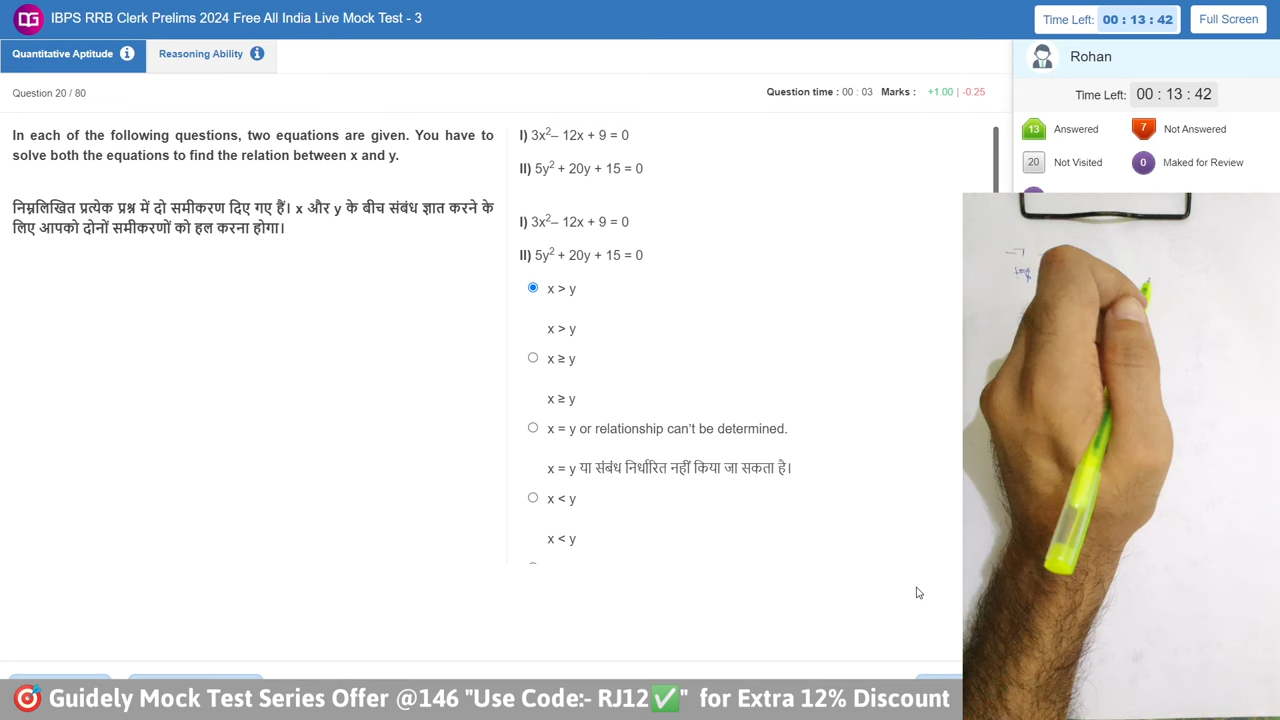 IBPS RRB Clerk Prelims 2024 Free All India Live Mock Test - 3
Time Left: 00 : 13 : 42
Full Screen
Quantitative Aptitude
Reasoning Ability
Rohan
Question 20 / 80
Question time : 00 : 03 Marks : +1.00 | -0.25
Time Left: 00 : 13 : 42
13 Answered
7 Not Answered
20 Not Visited
0 Maked for Review
In each of the following questions, two equations are given. You have to
solve both the equations to find the relation between x and y.
निम्नलिखित प्रत्येक प्रश्न में दो समीकरण दिए गए हैं। x और y के बीच संबंध ज्ञात करने के
लिए आपको दोनों समीकरणों को हल करना होगा।
I) 3x²– 12x + 9 = 0
II) 5y² + 20y + 15 = 0
I) 3x²– 12x + 9 = 0
II) 5y² + 20y + 15 = 0
x > y
x > y
x ≥ y
x ≥ y
x = y or relationship can’t be determined.
x = y या संबंध निर्धारित नहीं किया जा सकता है।
x < y
x < y
🎯 Guidely Mock Test Series Offer @146 "Use Code:- RJ12✅" for Extra 12% Discount